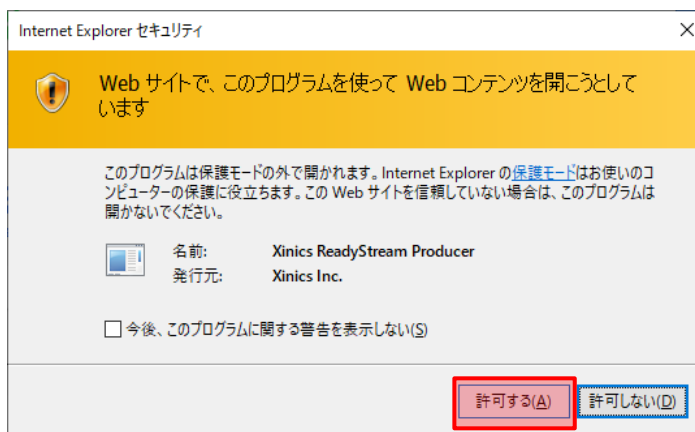 Internet Explorer セキュリティ
Web サイトで、このプログラムを使って Web コンテンツを開こうとして
います
このプログラムは保護モードの外で開かれます。Internet Explorer の保護モードはお使いのコ
ンピューターの保護に役立ちます。この Web サイトを信頼していない場合は、このプログラムは
開かないでください。
名前: Xinics ReadyStream Producer
発行元: Xinics Inc.
今後、このプログラムに関する警告を表示しない(S)
許可する(A) 許可しない(D)